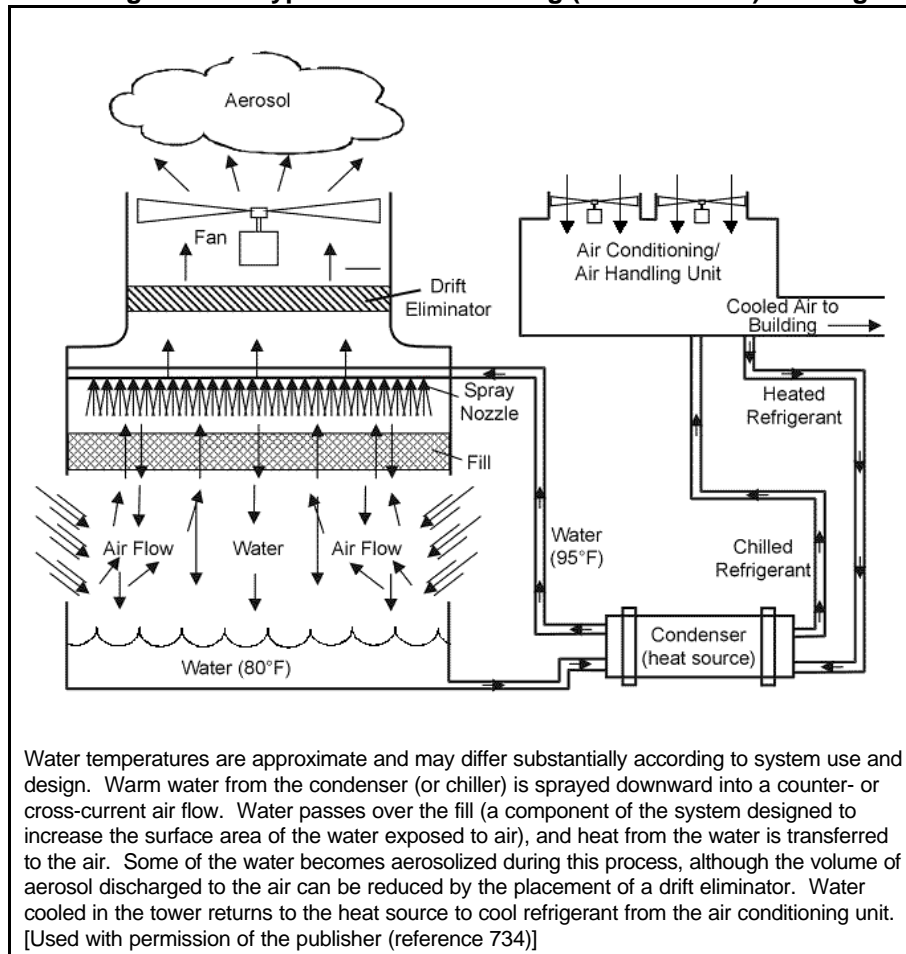 Aerosol
Fan
Drift
Eliminator
Spray
Nozzle
Fill
Air Flow
Water
Air Flow
Water (80°F)
Water
(95°F)
Air Conditioning/
Air Handling Unit
Cooled Air to
Building
Heated
Refrigerant
Chilled
Refrigerant
Condenser
(heat source)
Water temperatures are approximate and may differ substantially according to system use and
design. Warm water from the condenser (or chiller) is sprayed downward into a counter- or
cross-current air flow. Water passes over the fill (a component of the system designed to
increase the surface area of the water exposed to air), and heat from the water is transferred
to the air. Some of the water becomes aerosolized during this process, although the volume of
aerosol discharged to the air can be reduced by the placement of a drift eliminator. Water
cooled in the tower returns to the heat source to cool refrigerant from the air conditioning unit.
[Used with permission of the publisher (reference 734)]